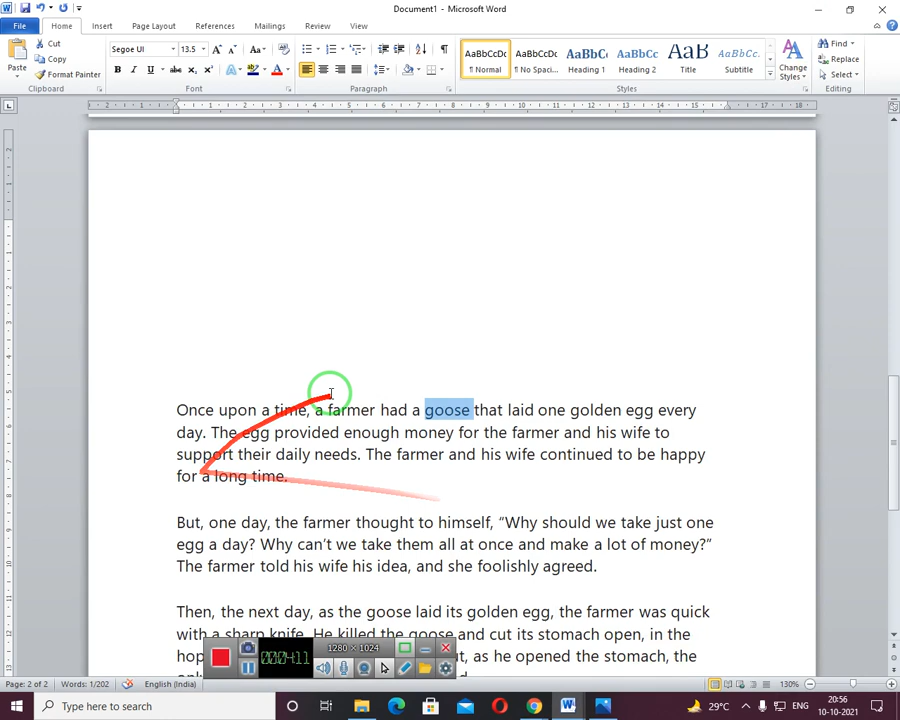 Document1 - Microsoft Word
File Home Insert Page Layout References Mailings Review View
Paste Cut Copy Format Painter Clipboard
Segoe UI 13.5 Font
Paragraph
AaBbCcDc AaBbCcDc AaBbCc AaBbCc AaB AaBbCc.
¶ Normal ¶ No Spaci... Heading 1 Heading 2 Title Subtitle
Styles
Change Styles
Find Replace Select Editing
Once upon a time, a farmer had a goose that laid one golden egg every
day. The egg provided enough money for the farmer and his wife to
support their daily needs. The farmer and his wife continued to be happy
for a long time.
But, one day, the farmer thought to himself, “Why should we take just one
egg a day? Why can’t we take them all at once and make a lot of money?”
The farmer told his wife his idea, and she foolishly agreed.
Then, the next day, as the goose laid its golden egg, the farmer was quick
with a sharp knife. He killed the goose and cut its stomach open, in the
t, as he opened the stomach, the
1280 × 1024
00:04:11
Page: 2 of 2 Words: 1/202 English (India) 130%
Type here to search 29°C ENG 20:56
10-10-2021